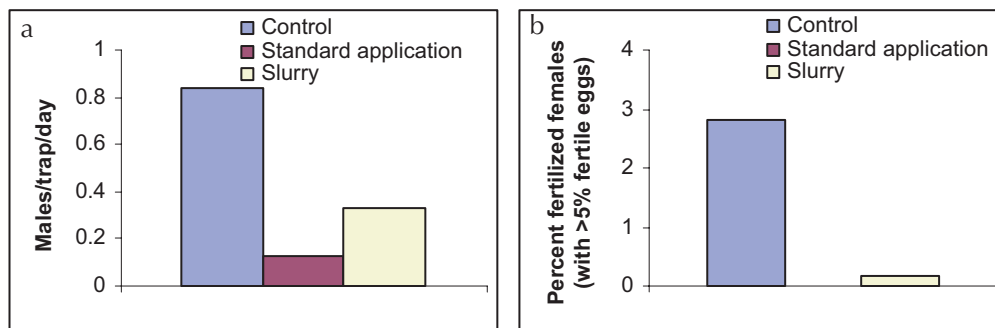 a
Control
Standard application
Slurry
Males/trap/day
1
0.8
0.6
0.4
0.2
0
b
Control
Standard application
Slurry
Percent fertilized females
(with >5% fertile eggs)
4
3
2
1
0